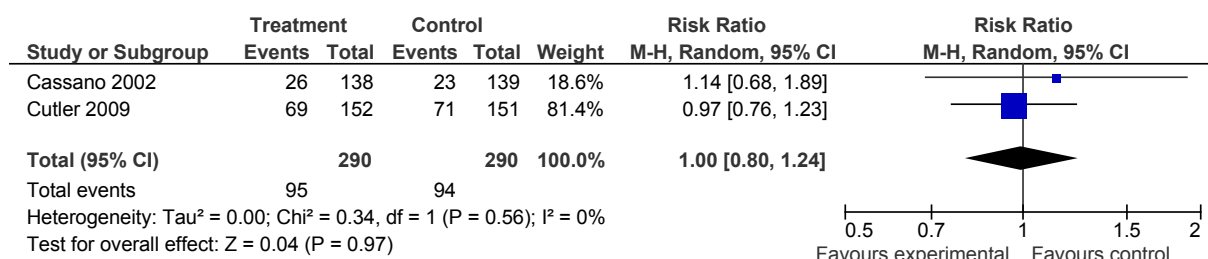 Treatment Control Risk Ratio Risk Ratio
Study or Subgroup Events Total Events Total Weight M-H, Random, 95% CI M-H, Random, 95% CI
Cassano 2002 26 138 23 139 18.6% 1.14 [0.68, 1.89]
Cutler 2009 69 152 71 151 81.4% 0.97 [0.76, 1.23]
Total (95% CI) 290 290 100.0% 1.00 [0.80, 1.24]
Total events 95 94
Heterogeneity: Tau² = 0.00; Chi² = 0.34, df = 1 (P = 0.56); I² = 0%
Test for overall effect: Z = 0.04 (P = 0.97)
0.5 0.7 1 1.5 2
Favours experimental Favours control